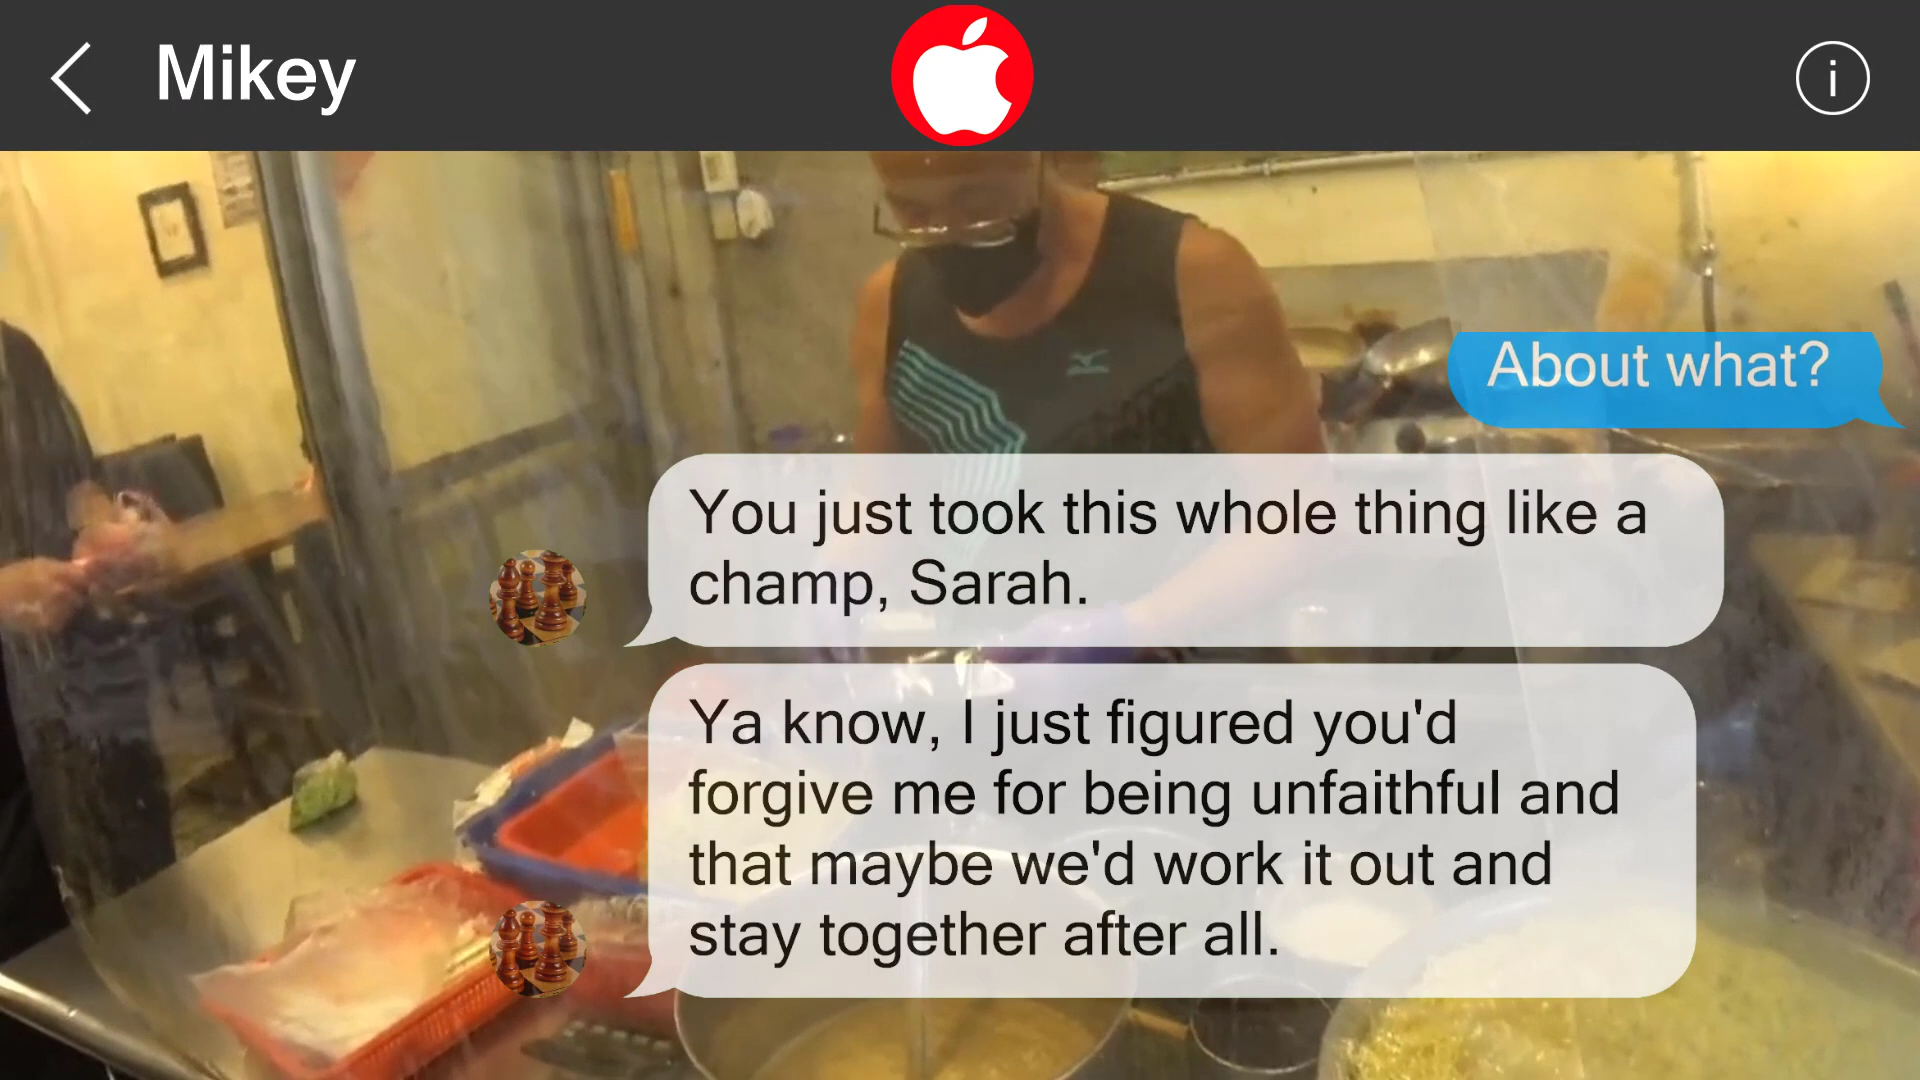 Mikey
About what?
You just took this whole thing like a
champ, Sarah.
Ya know, I just figured you'd
forgive me for being unfaithful and
that maybe we'd work it out and
stay together after all.